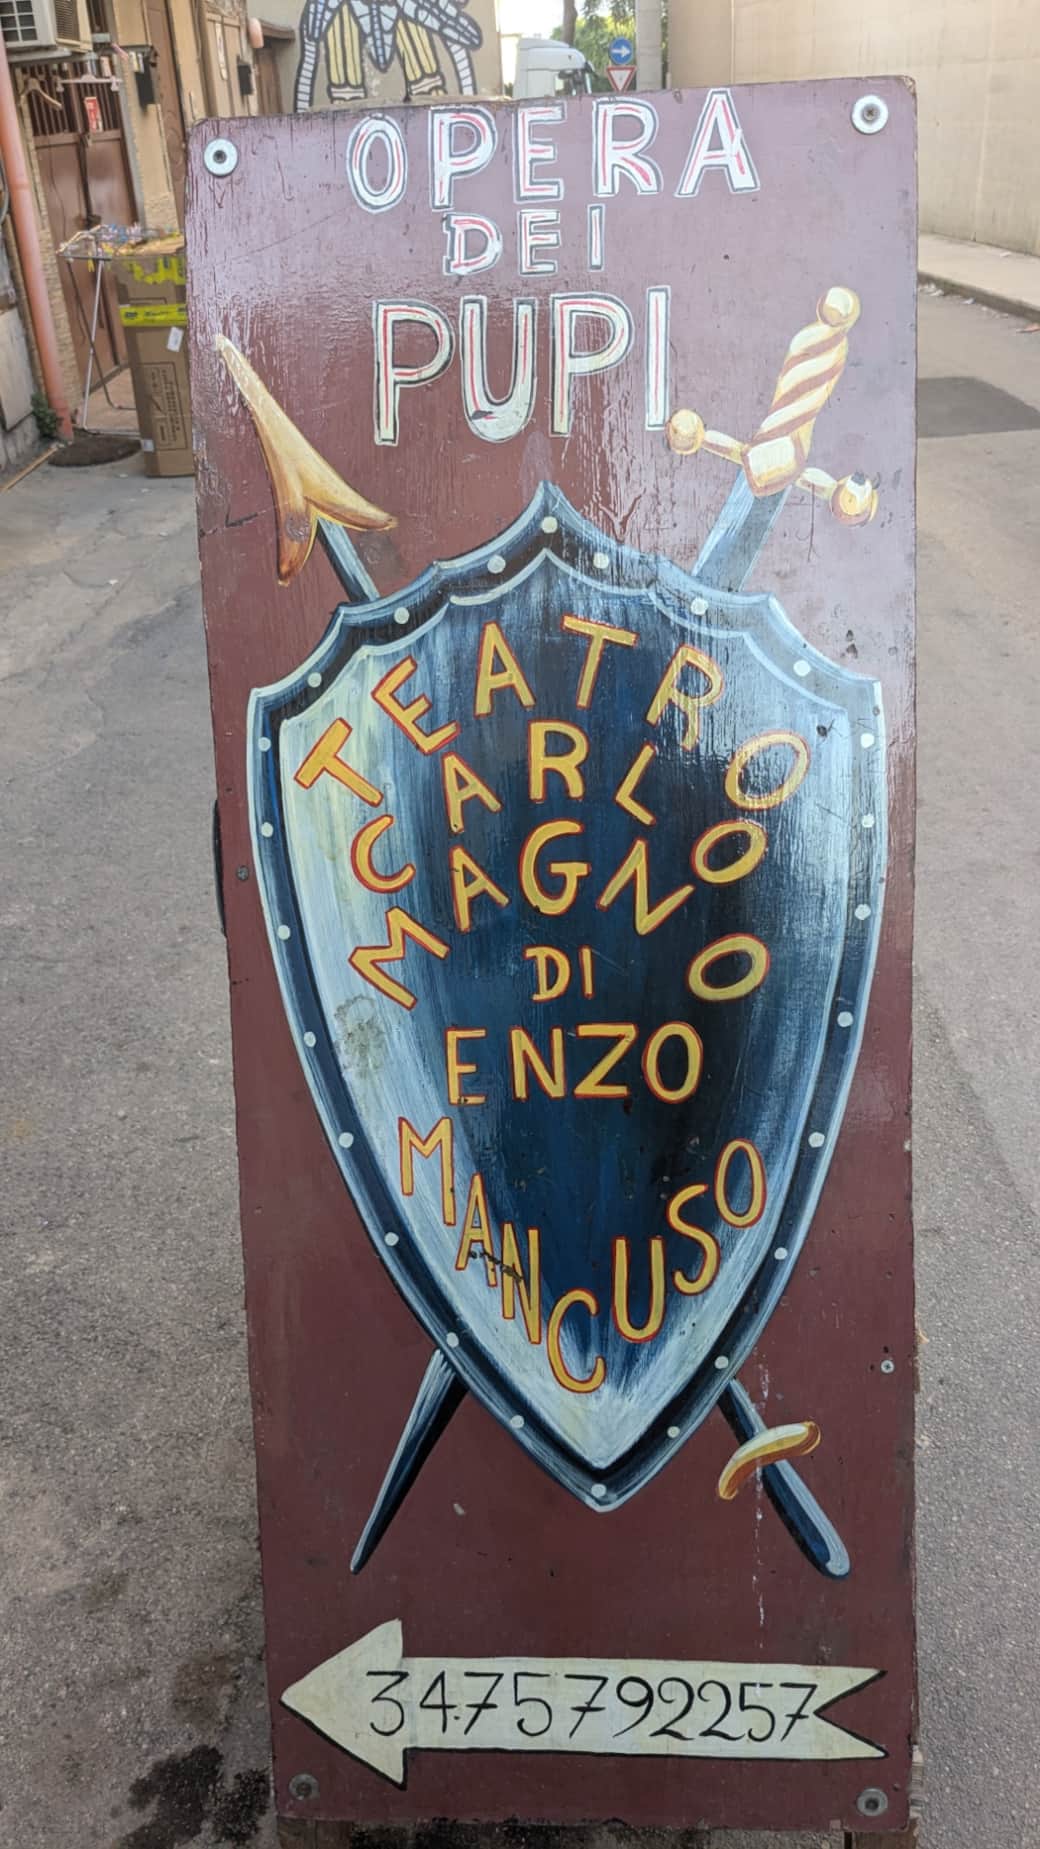 OPERA
DEI
PUPI
TEATRO
CARLO
MAGNO
DI
ENZO
MANCUSO
3475792257